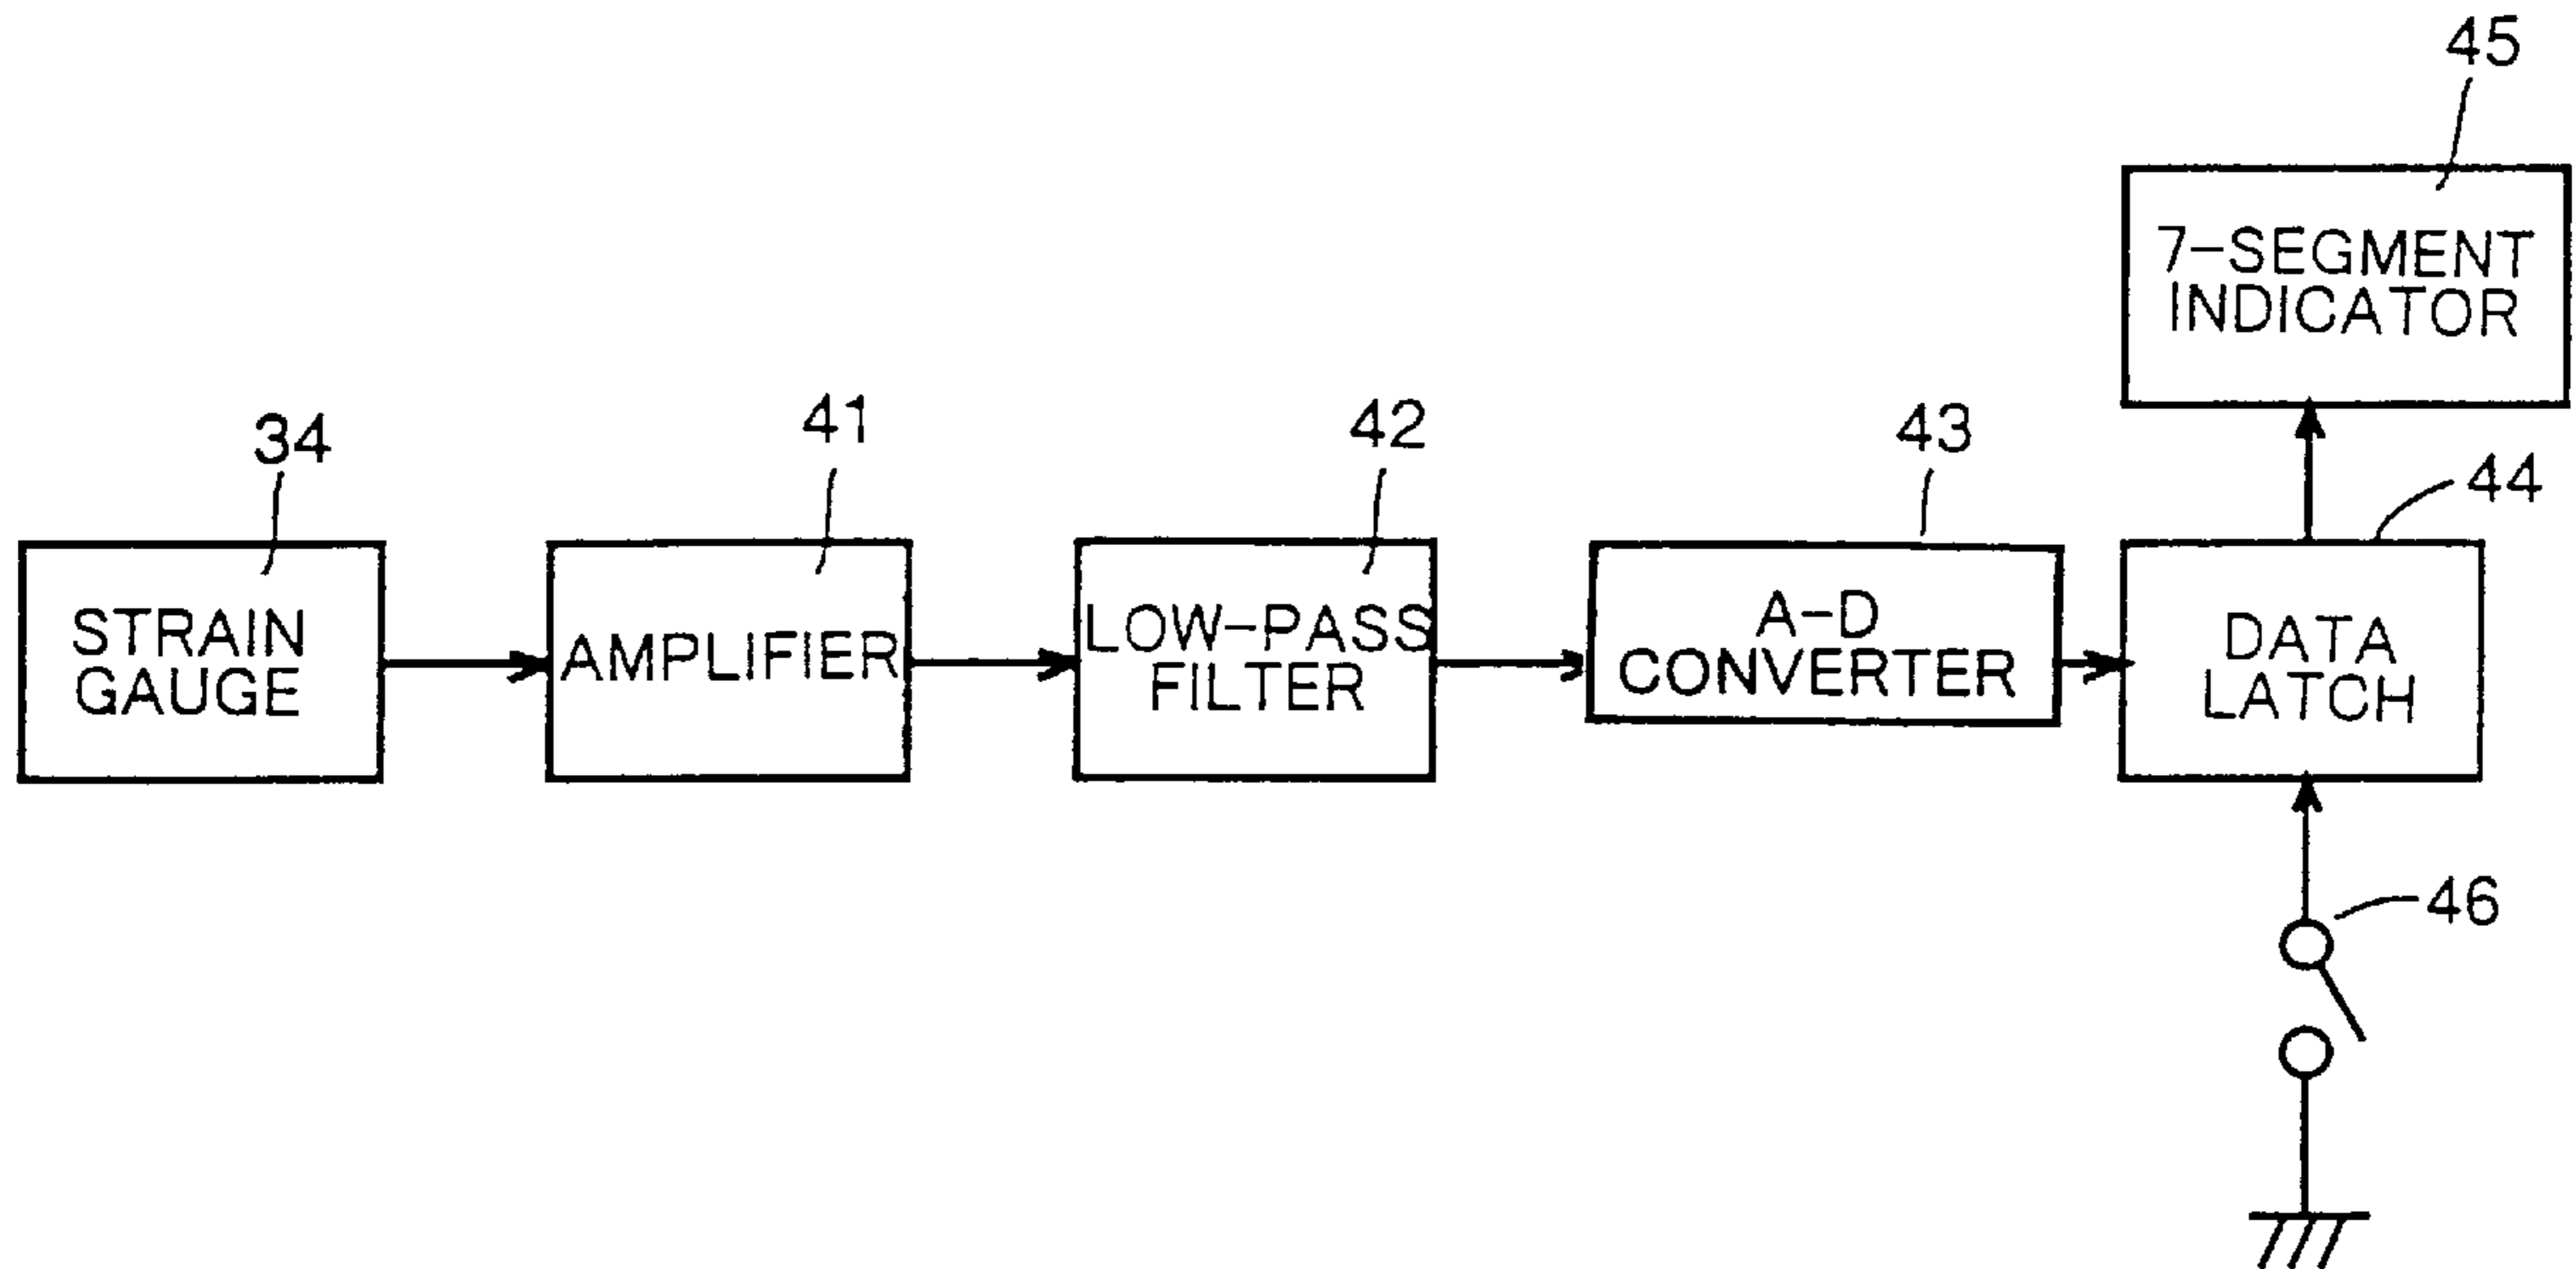 45
7-SEGMENT
INDICATOR
34
41
42
43
44
STRAIN
GAUGE
AMPLIFIER
LOW-PASS
FILTER
A-D
CONVERTER
DATA
LATCH
46